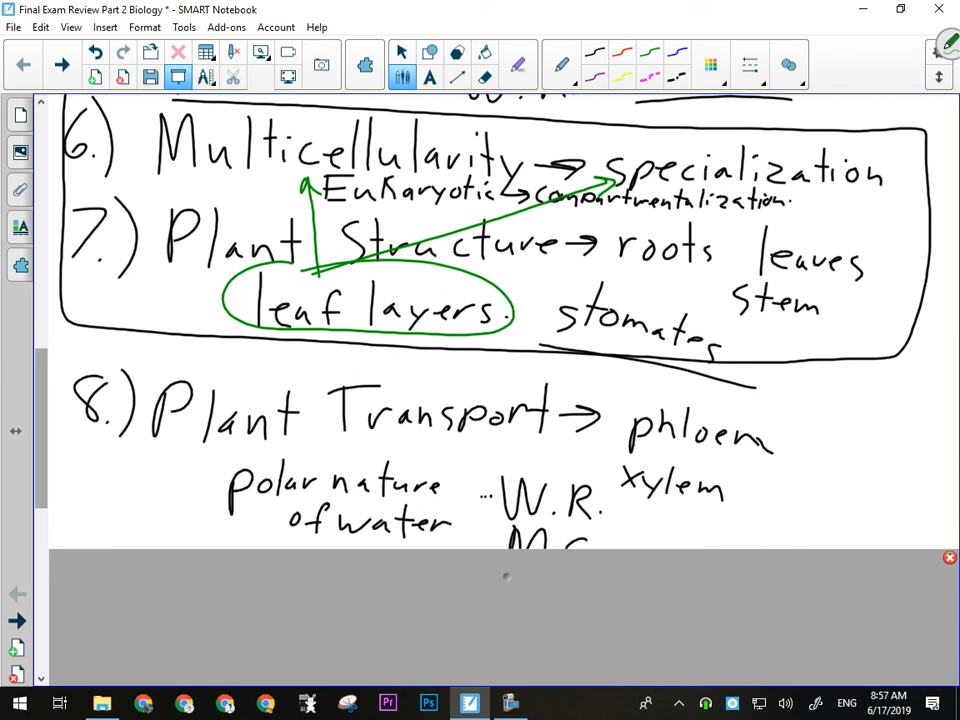 Final Exam Review Part 2 Biology * - SMART Notebook
File Edit View Insert Format Tools Add-ons Account Help
6.) Multicellularity → specialization
Eukaryotic → compartmentalization.
7.) Plant Structure → roots leaves
stem
leaf layers. stomates
8.) Plant Transport → phloem
xylem
polar nature ... W.R.
of water
Pr Ps
ENG
8:57 AM
6/17/2019